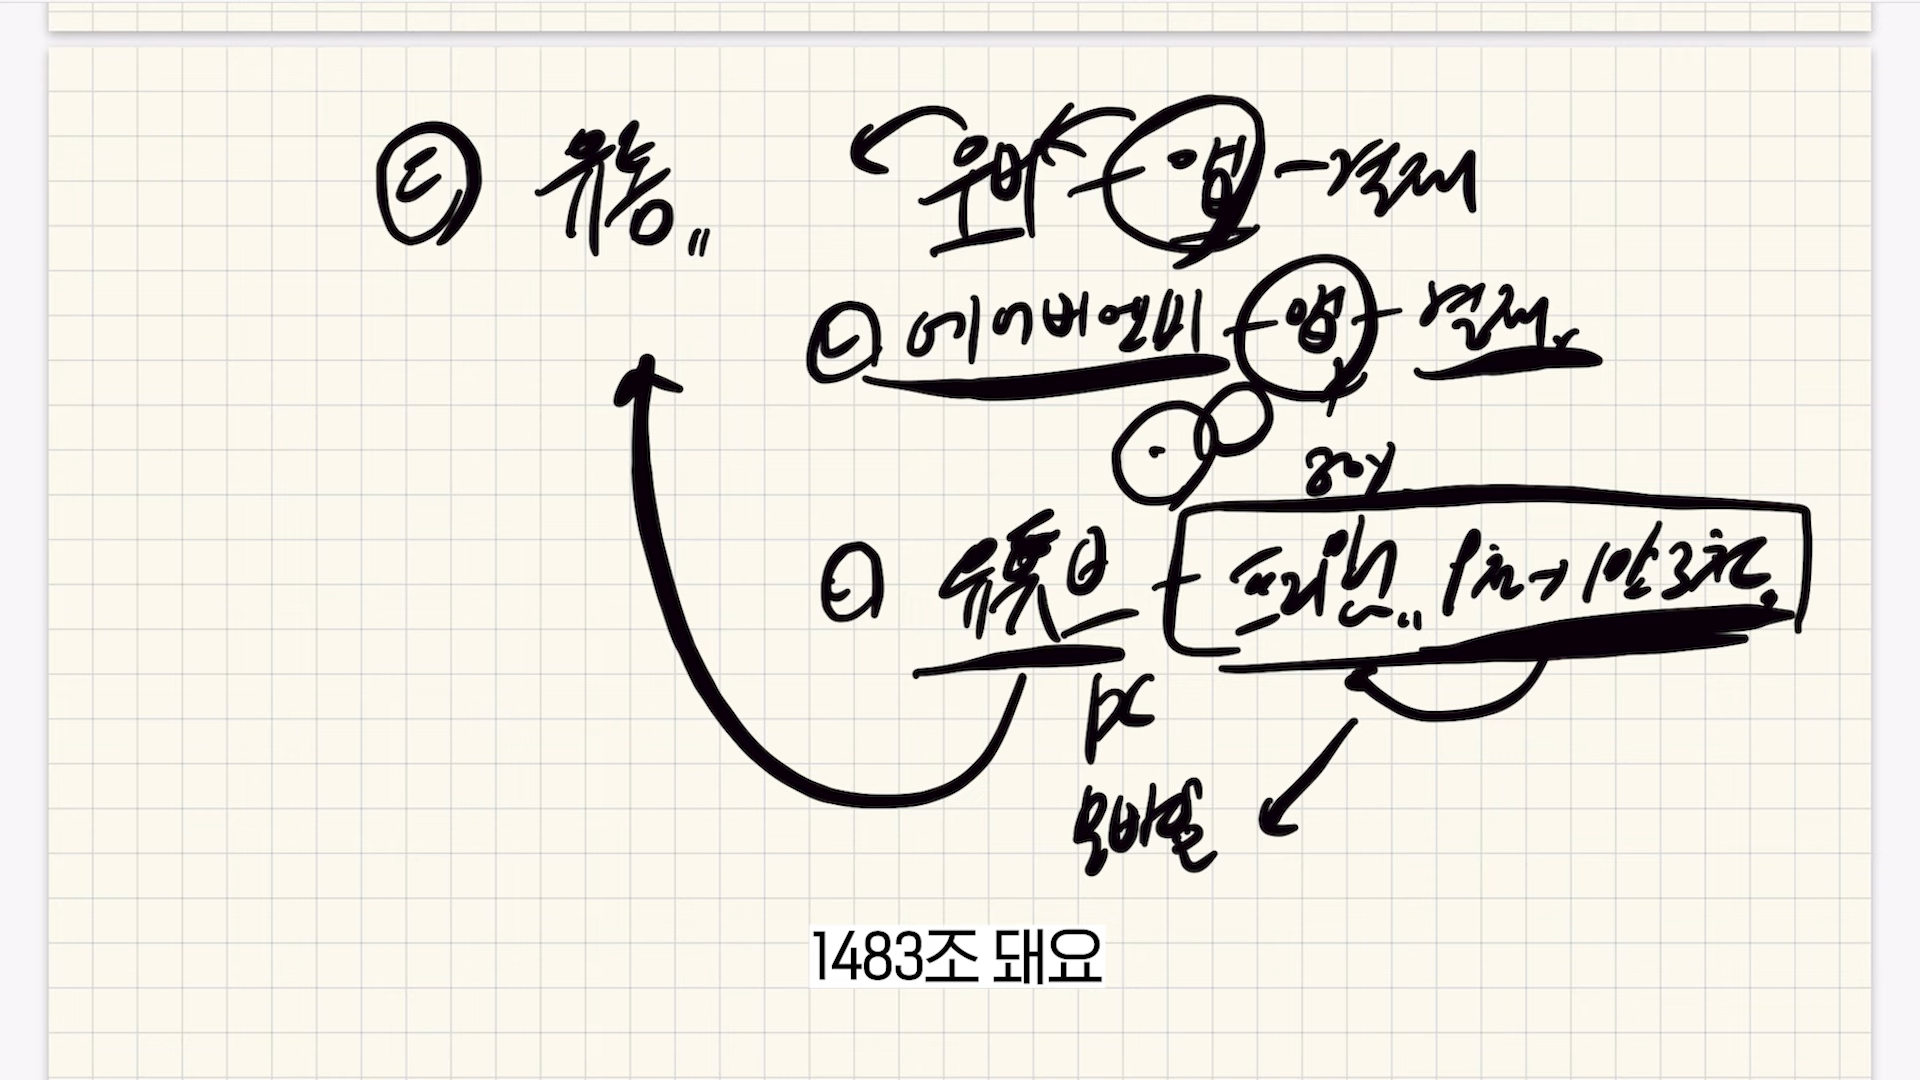 ㉢ 유통
우버 - 앱 - 결제
㉡ 에어비엔비 - 앱 - 결제
30%
㉢ 유튜브 - 프리미엄 1천 → 1만3천
PC
모바일
1483조 돼요